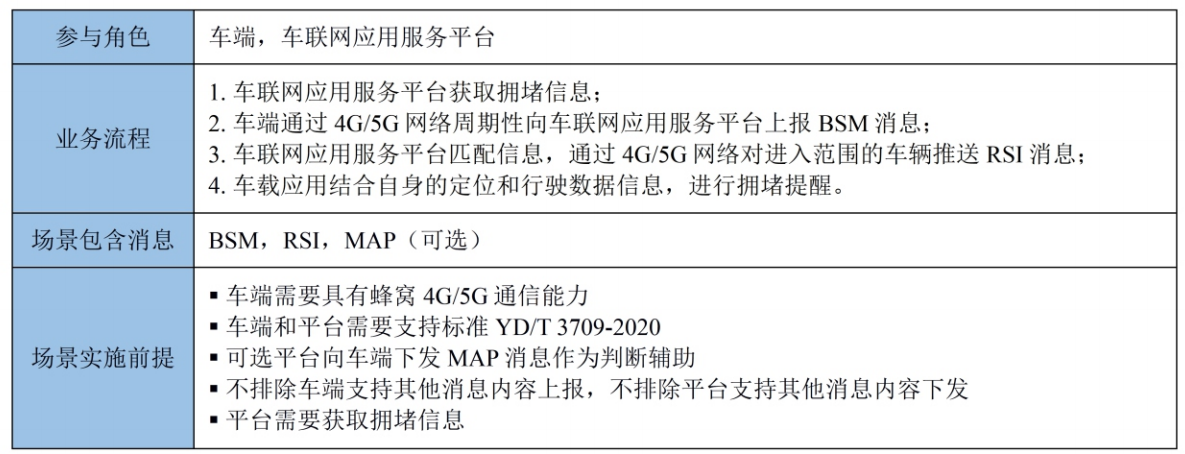 参与角色
车端，车联网应用服务平台
业务流程
1. 车联网应用服务平台获取拥堵信息；
2. 车端通过 4G/5G 网络周期性向车联网应用服务平台上报 BSM 消息；
3. 车联网应用服务平台匹配信息，通过 4G/5G 网络对进入范围的车辆推送 RSI 消息；
4. 车载应用结合自身的定位和行驶数据信息，进行拥堵提醒。
场景包含消息
BSM，RSI，MAP（可选）
场景实施前提
▪ 车端需要具有蜂窝 4G/5G 通信能力
▪ 车端和平台需要支持标准 YD/T 3709-2020
▪ 可选平台向车端下发 MAP 消息作为判断辅助
▪ 不排除车端支持其他消息内容上报，不排除平台支持其他消息内容下发
▪ 平台需要获取拥堵信息